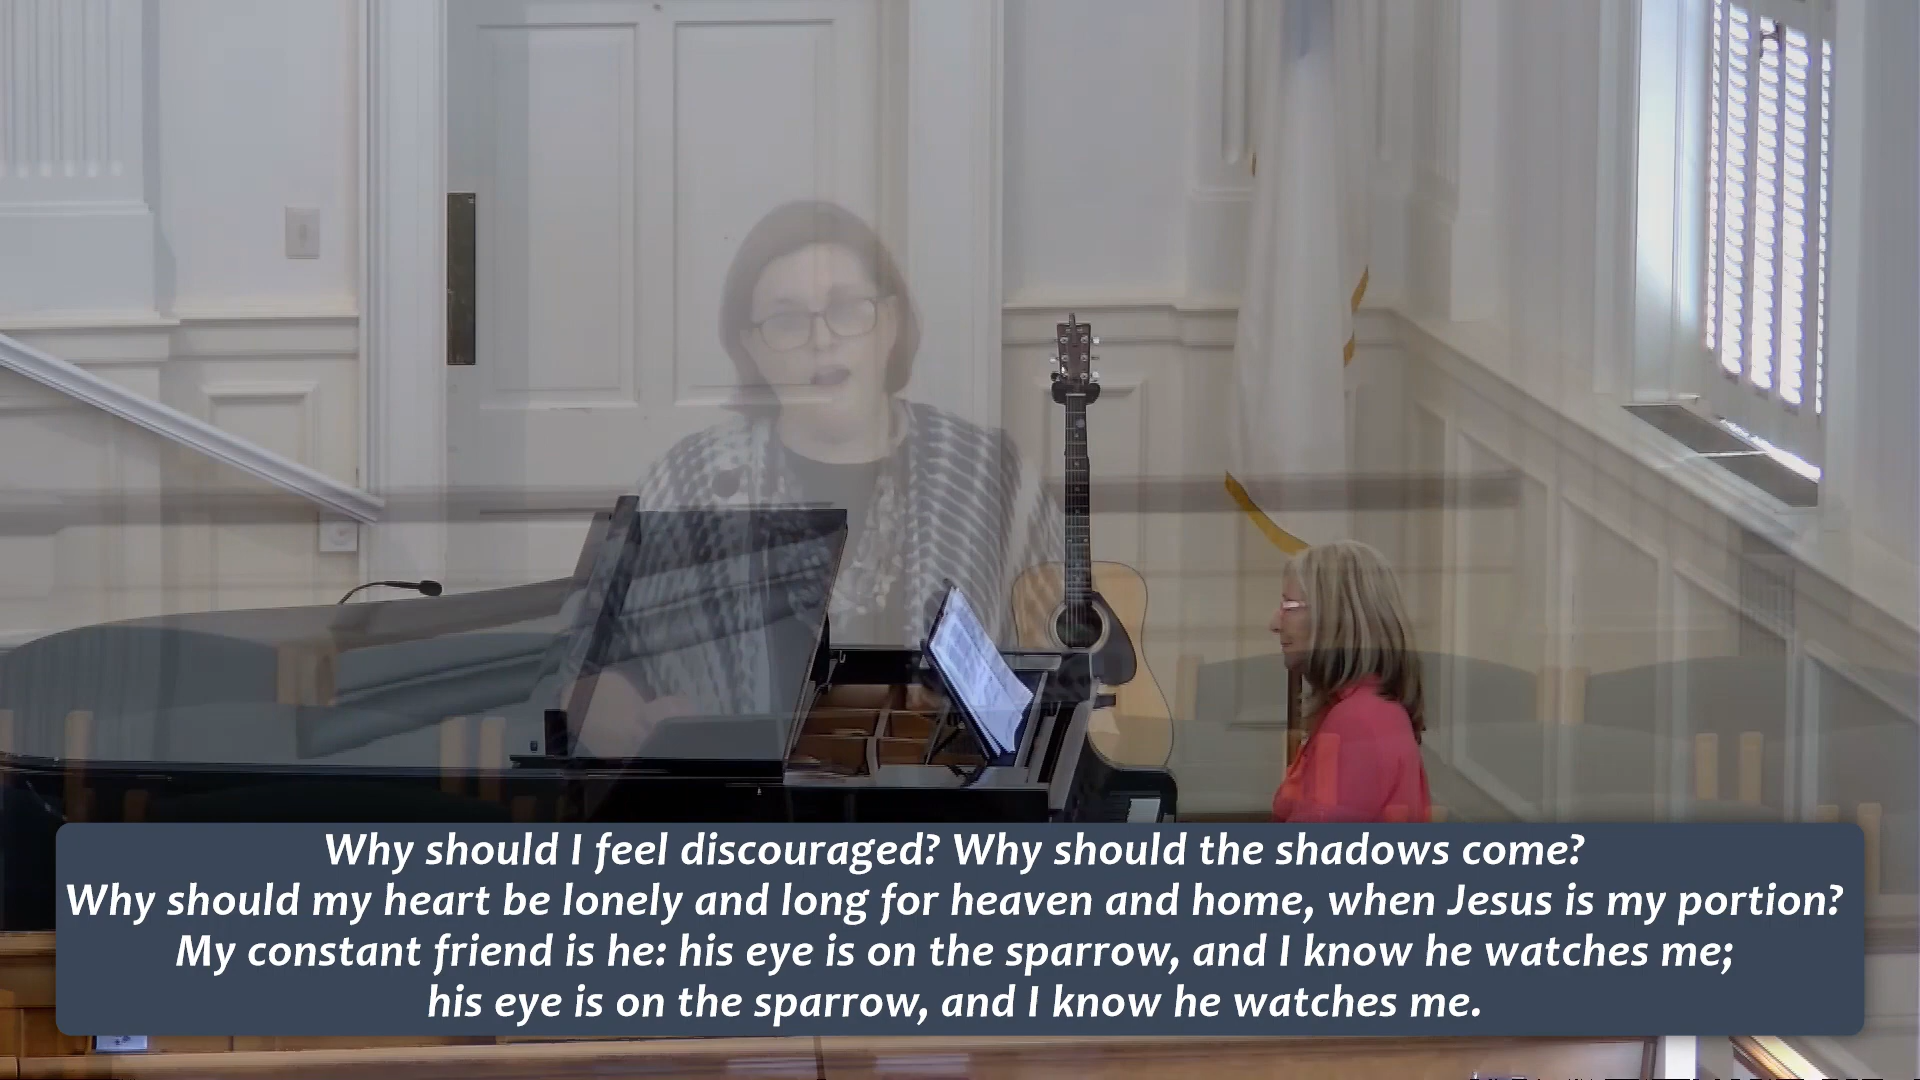 Why should I feel discouraged? Why should the shadows come?
Why should my heart be lonely and long for heaven and home, when Jesus is my portion?
My constant friend is he: his eye is on the sparrow, and I know he watches me;
his eye is on the sparrow, and I know he watches me.